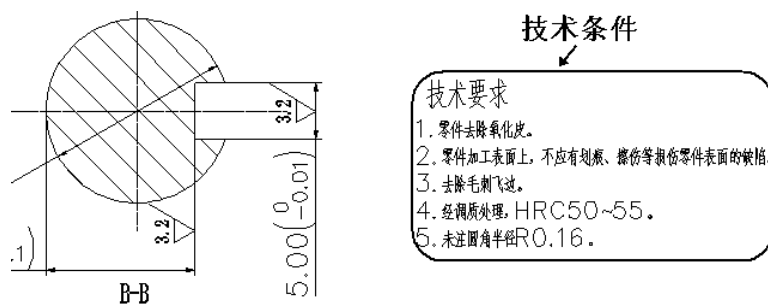 技术条件
技术要求
1. 零件去除氧化皮。
2. 零件加工表面上，不应有划痕、擦伤等损伤零件表面的缺陷.
3. 去除毛刺飞边。
4. 经调质处理，HRC50~55。
5. 未注圆角半径R0.16。
3.2
3.2
5.00(0 -0.01)
.1)
B-B